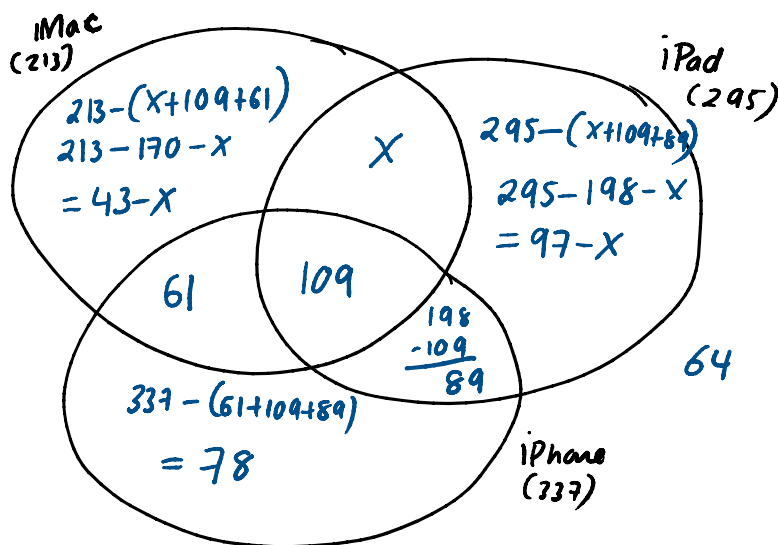 iMac
(213)
iPad
(295)
213-(x+109+61)
213-170-x
=43-x
x
295-(x+109+89)
295-198-x
=97-x
61
109
198
-109
89
64
337-(61+109+89)
=78
iPhone
(337)